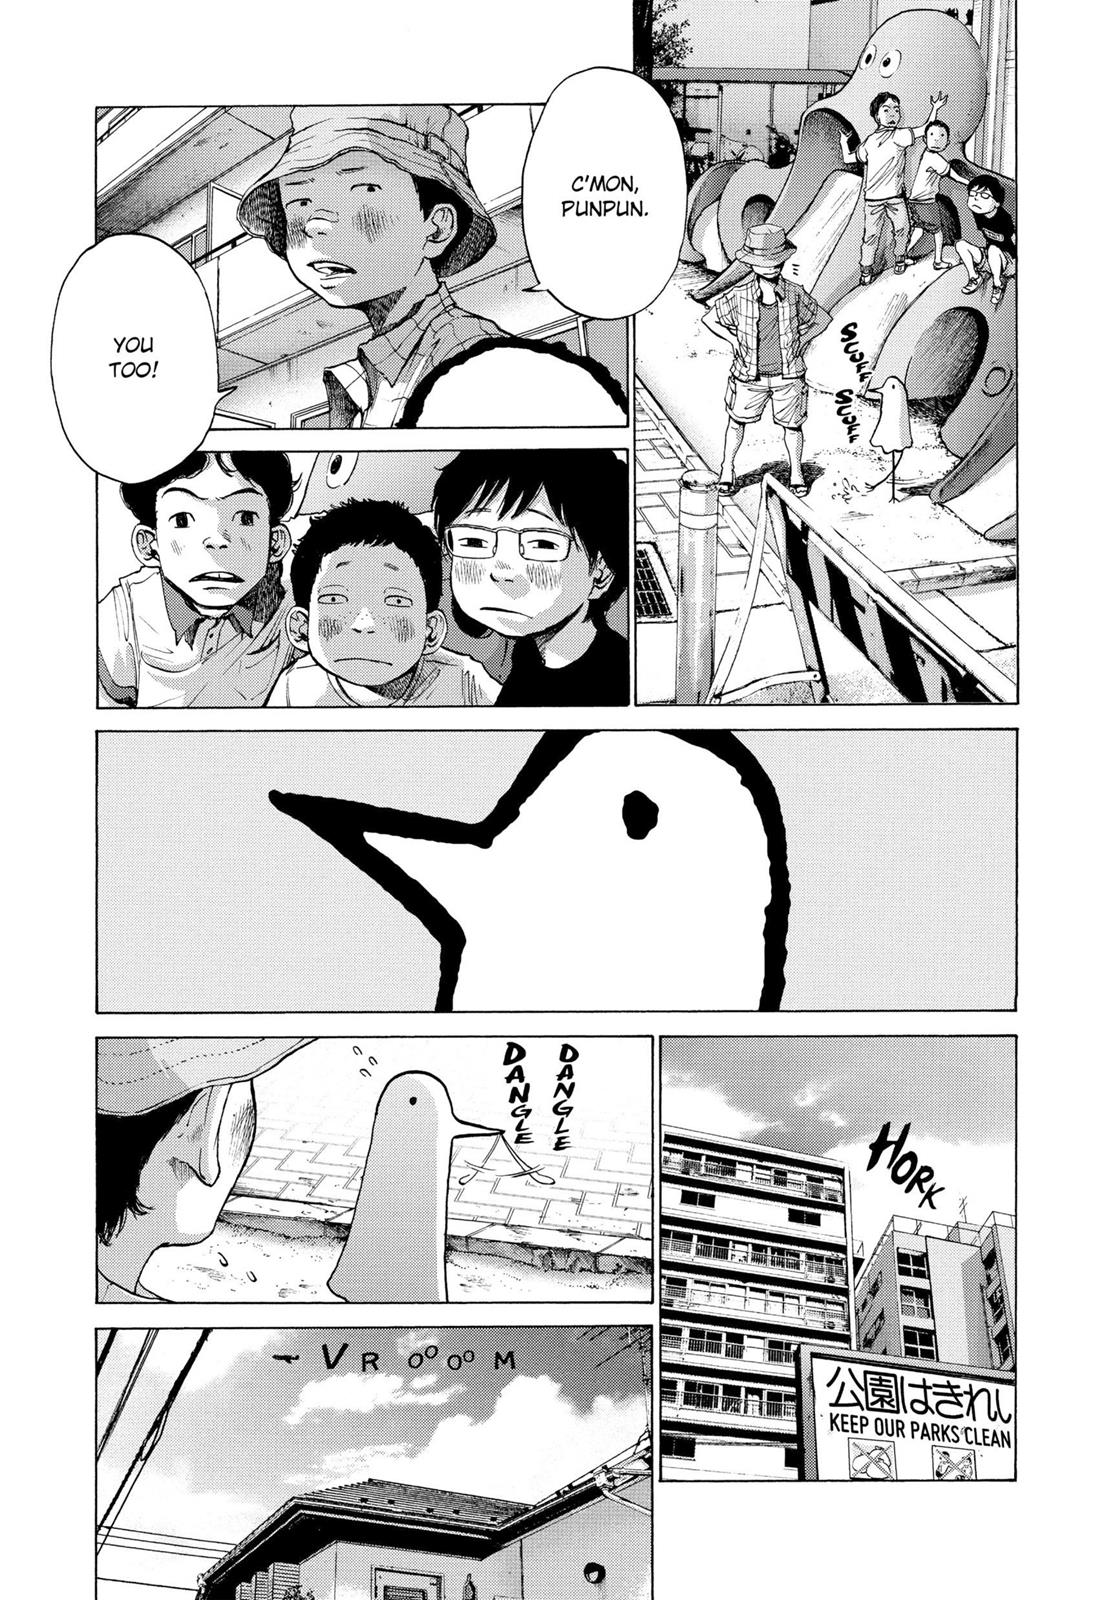 SCUFF SCUFF
C'MON,
PUNPUN.
YOU
TOO!
HORK
公園はきれい
KEEP OUR PARKS CLEAN
DANGLE
DANGLE
VROOOOM